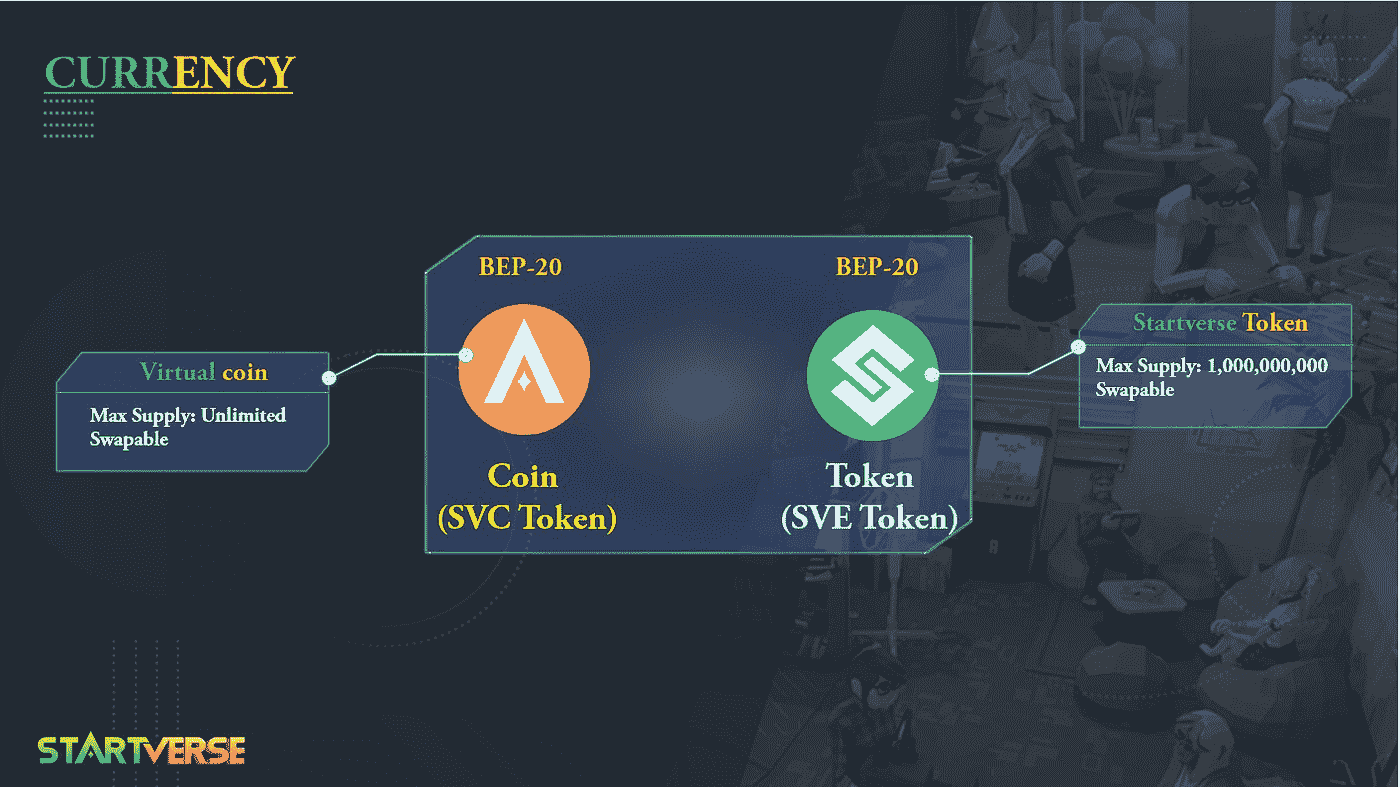 CURRENCY
BEP-20
BEP-20
Virtual coin
Max Supply: Unlimited
Swapable
Startverse Token
Max Supply: 1,000,000,000
Swapable
Coin
(SVC Token)
Token
(SVE Token)
STARTVERSE